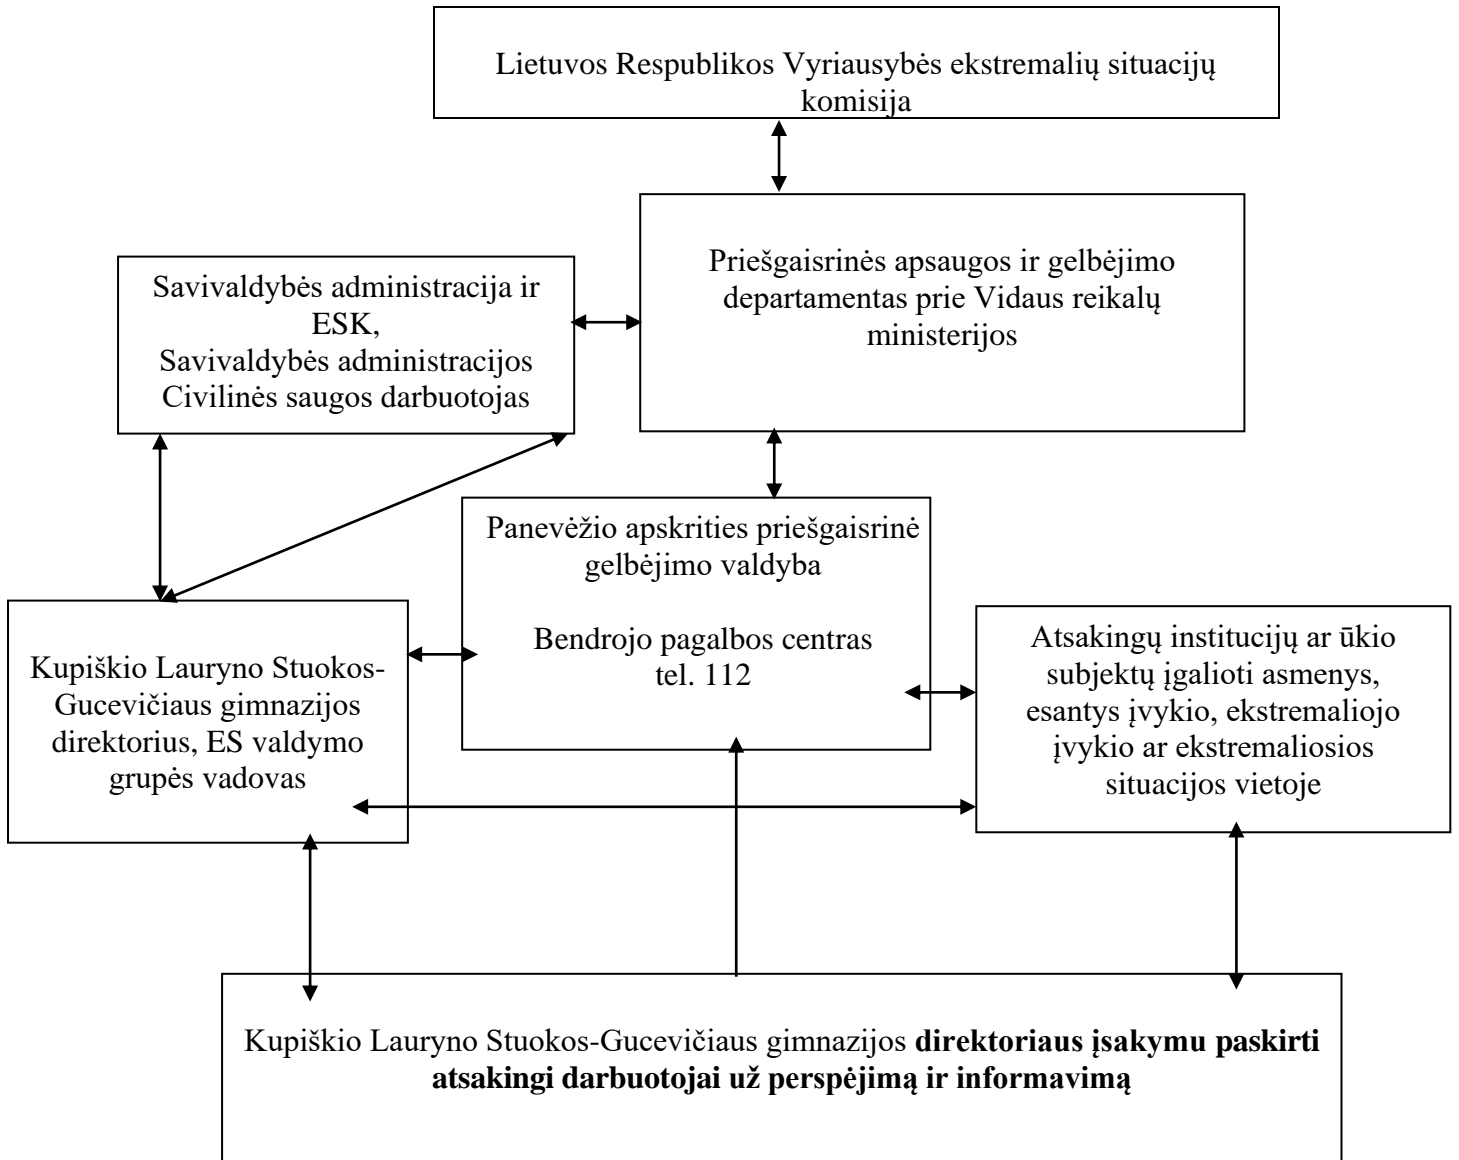 Lietuvos Respublikos Vyriausybės ekstremalių situacijų
komisija
Priešgaisrinės apsaugos ir gelbėjimo
departamentas prie Vidaus reikalų
ministerijos
Savivaldybės administracija ir
ESK,
Savivaldybės administracijos
Civilinės saugos darbuotojas
Panevėžio apskrities priešgaisrinė
gelbėjimo valdyba
Bendrojo pagalbos centras
tel. 112
Kupiškio Lauryno Stuokos-
Gucevičiaus gimnazijos
direktorius, ES valdymo
grupės vadovas
Atsakingų institucijų ar ūkio
subjektų įgalioti asmenys,
esantys įvykio, ekstremaliojo
įvykio ar ekstremaliosios
situacijos vietoje
Kupiškio Lauryno Stuokos-Gucevičiaus gimnazijos direktoriaus įsakymu paskirti
atsakingi darbuotojai už perspėjimą ir informavimą